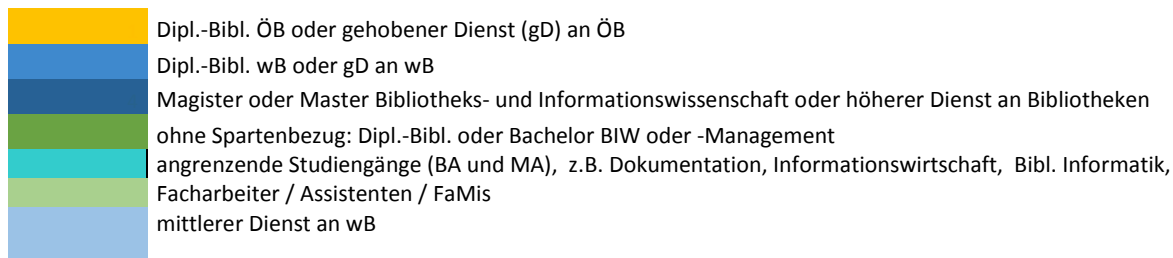 Dipl.-Bibl. ÖB oder gehobener Dienst (gD) an ÖB
Dipl.-Bibl. wB oder gD an wB
Magister oder Master Bibliotheks- und Informationswissenschaft oder höherer Dienst an Bibliotheken
ohne Spartenbezug: Dipl.-Bibl. oder Bachelor BIW oder -Management
angrenzende Studiengänge (BA und MA), z.B. Dokumentation, Informationswirtschaft, Bibl. Informatik,
Facharbeiter / Assistenten / FaMis
mittlerer Dienst an wB